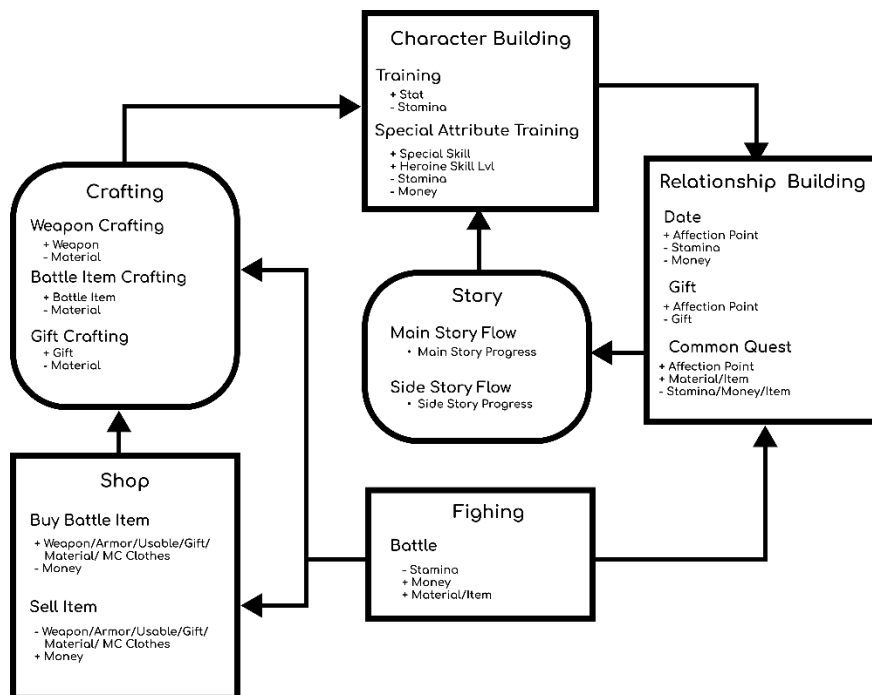 Character Building
Training
+ Stat
- Stamina
Special Attribute Training
+ Special Skill
+ Heroine Skill Lvl
- Stamina
- Money
Crafting
Weapon Crafting
+ Weapon
- Material
Battle Item Crafting
+ Battle Item
- Material
Gift Crafting
+ Gift
- Material
Relationship Building
Date
+ Affection Point
- Stamina
- Money
Gift
+ Affection Point
- Gift
Common Quest
+ Affection Point
+ Material/Item
- Stamina/Money/Item
Story
Main Story Flow
• Main Story Progress
Side Story Flow
• Side Story Progress
Shop
Buy Battle Item
+ Weapon/Armor/Usable/Gift/
Material/ MC Clothes
- Money
Sell Item
- Weapon/Armor/Usable/Gift/
Material/ MC Clothes
+ Money
Fighing
Battle
- Stamina
+ Money
+ Material/Item